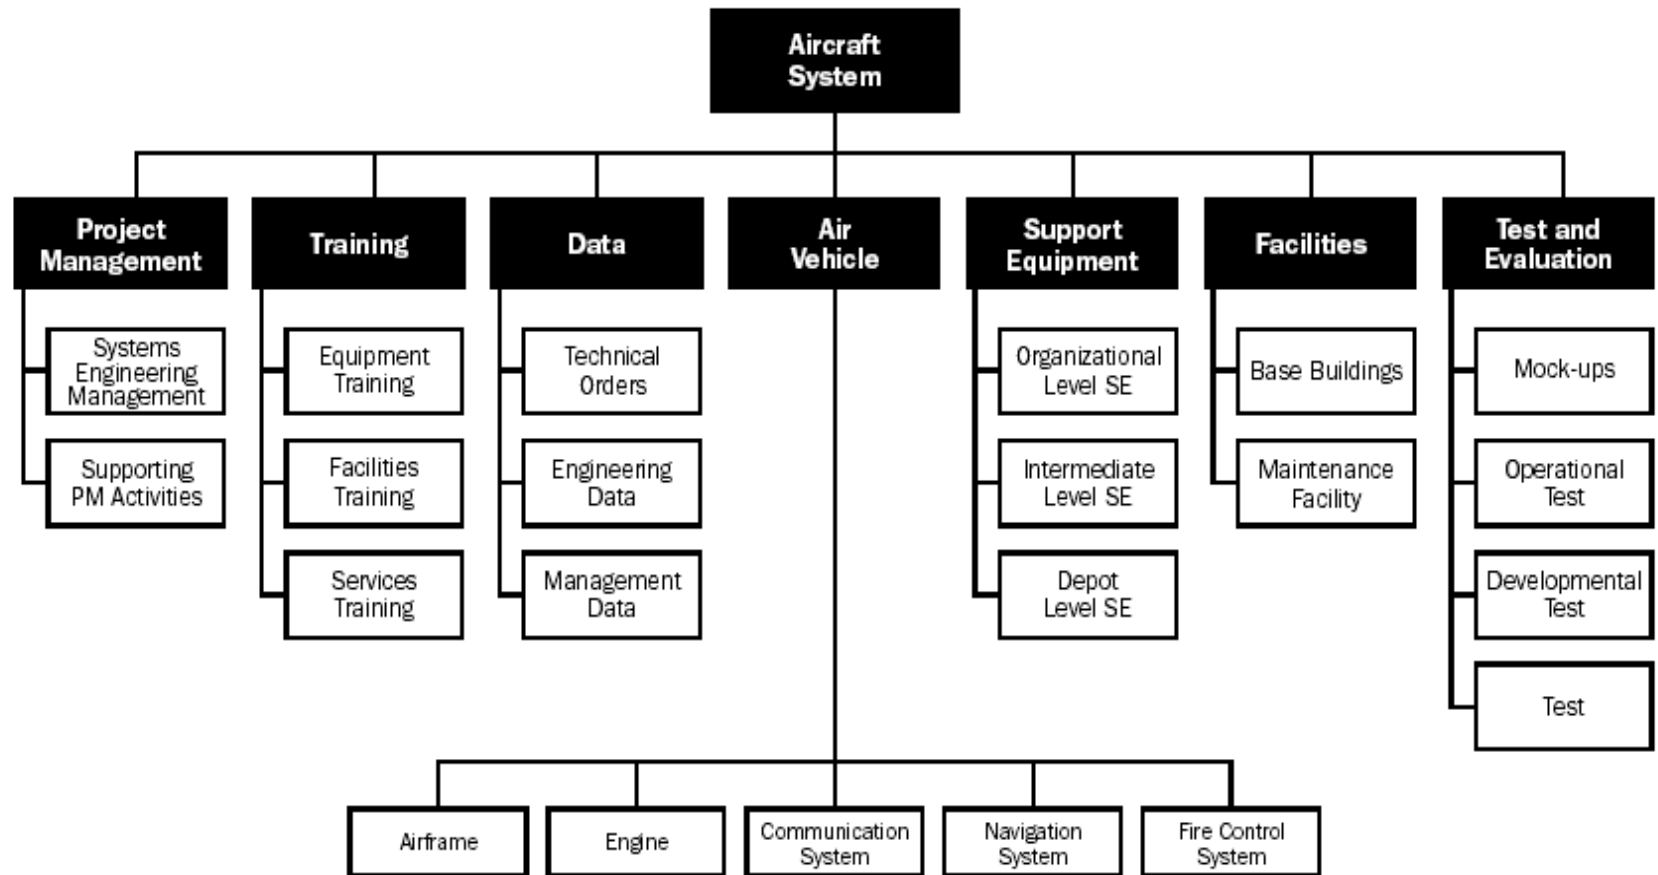 Aircraft
System
Project
Management
Training
Data
Air
Vehicle
Support
Equipment
Facilities
Test and
Evaluation
Systems
Engineering
Management
Supporting
PM Activities
Equipment
Training
Facilities
Training
Services
Training
Technical
Orders
Engineering
Data
Management
Data
Organizational
Level SE
Intermediate
Level SE
Depot
Level SE
Base Buildings
Maintenance
Facility
Mock-ups
Operational
Test
Developmental
Test
Test
Airframe
Engine
Communication
System
Navigation
System
Fire Control
System